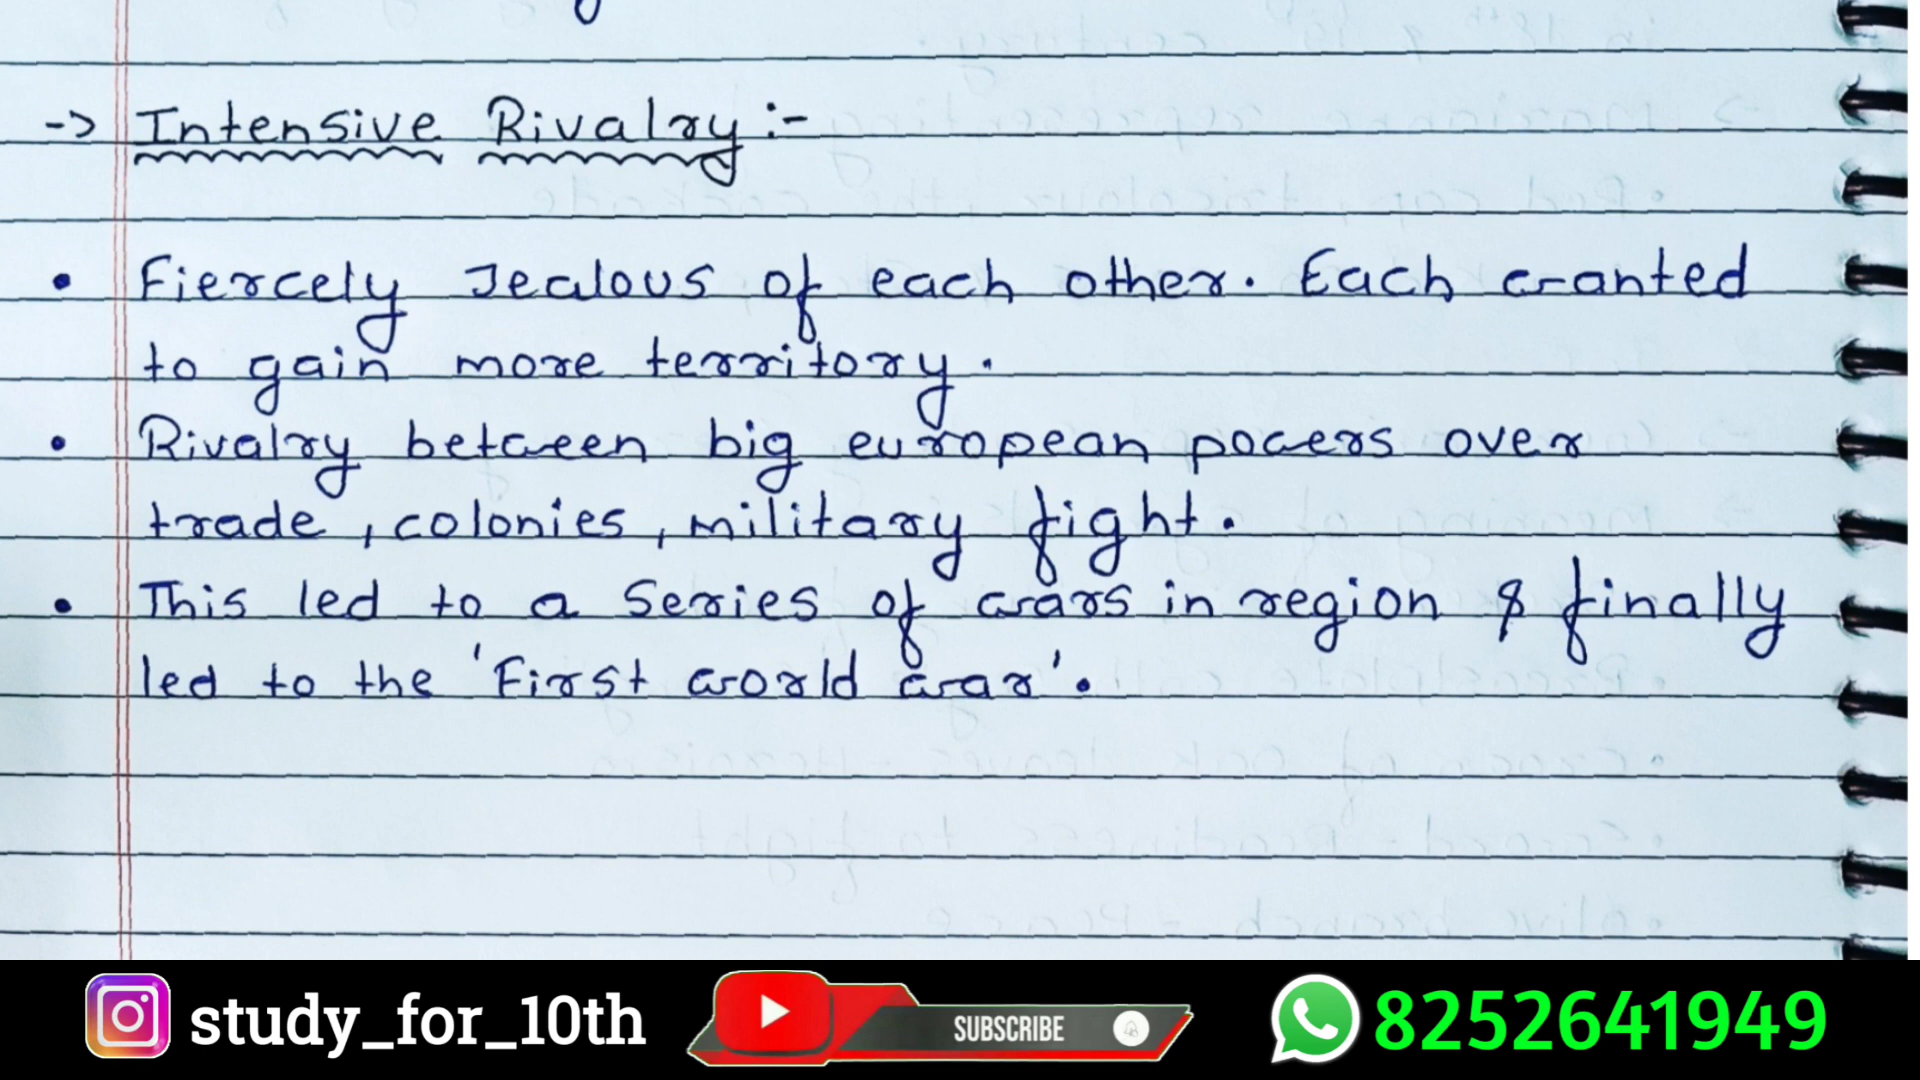 -> Intensive Rivalry :-
• Fiercely Jealous of each other. Each wanted
to gain more territory.
• Rivalry between big european powers over
trade, colonies, military fight.
• This led to a Series of wars in region & finally
led to the 'First world war'.
study_for_10th
SUBSCRIBE
8252641949